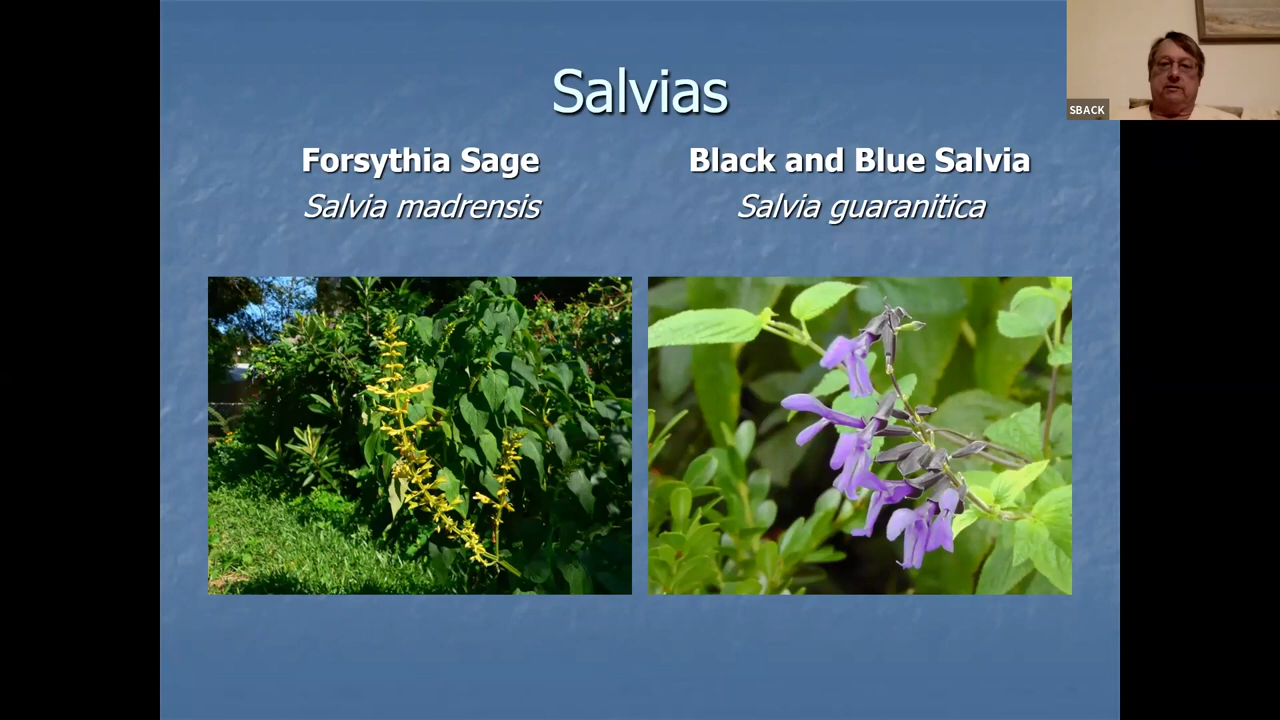 Salvias
Forsythia Sage
Salvia madrensis
Black and Blue Salvia
Salvia guaranitica
SBACK